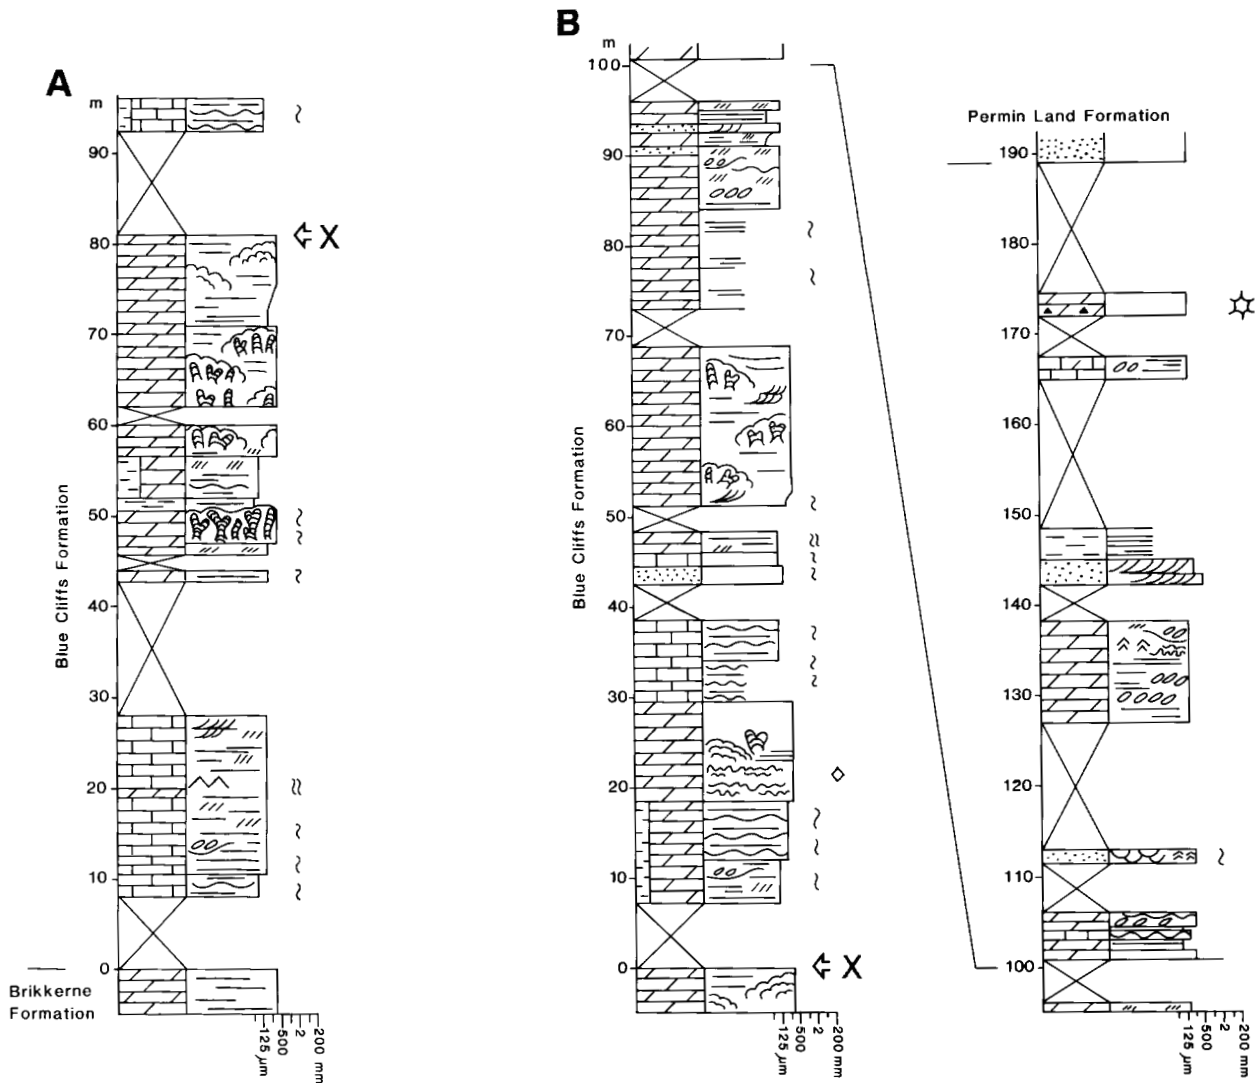 A
m
90
80
X
70
60
50
40
30
20
10
0
Blue Cliffs Formation
Brikkerne
Formation
125 µm
500
2
200 mm
B
m
100
90
80
70
60
50
40
30
20
10
0
X
Blue Cliffs Formation
125 µm
500
2
200 mm
Permin Land Formation
190
180
170
160
150
140
130
120
110
100
125 µm
500
2
200 mm